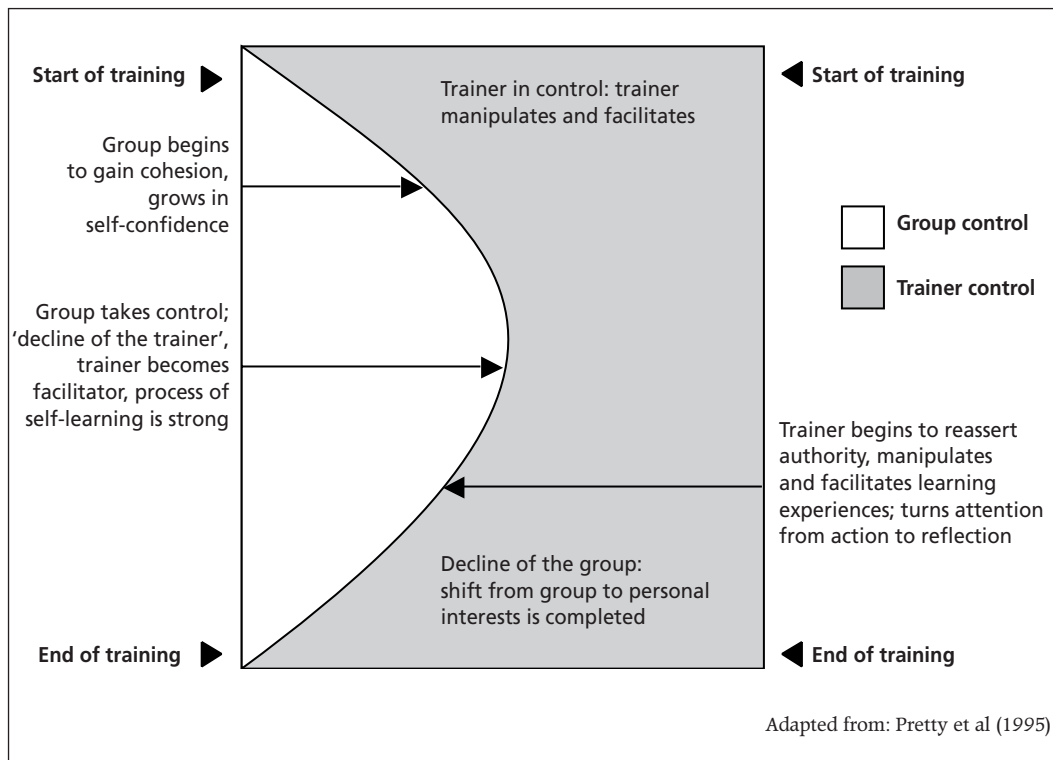 Start of training
Start of training
Trainer in control: trainer
manipulates and facilitates
Group begins
to gain cohesion,
grows in
self-confidence
Group control
Trainer control
Group takes control;
'decline of the trainer',
trainer becomes
facilitator, process of
self-learning is strong
Trainer begins to reassert
authority, manipulates
and facilitates learning
experiences; turns attention
from action to reflection
Decline of the group:
shift from group to personal
interests is completed
End of training
End of training
Adapted from: Pretty et al (1995)